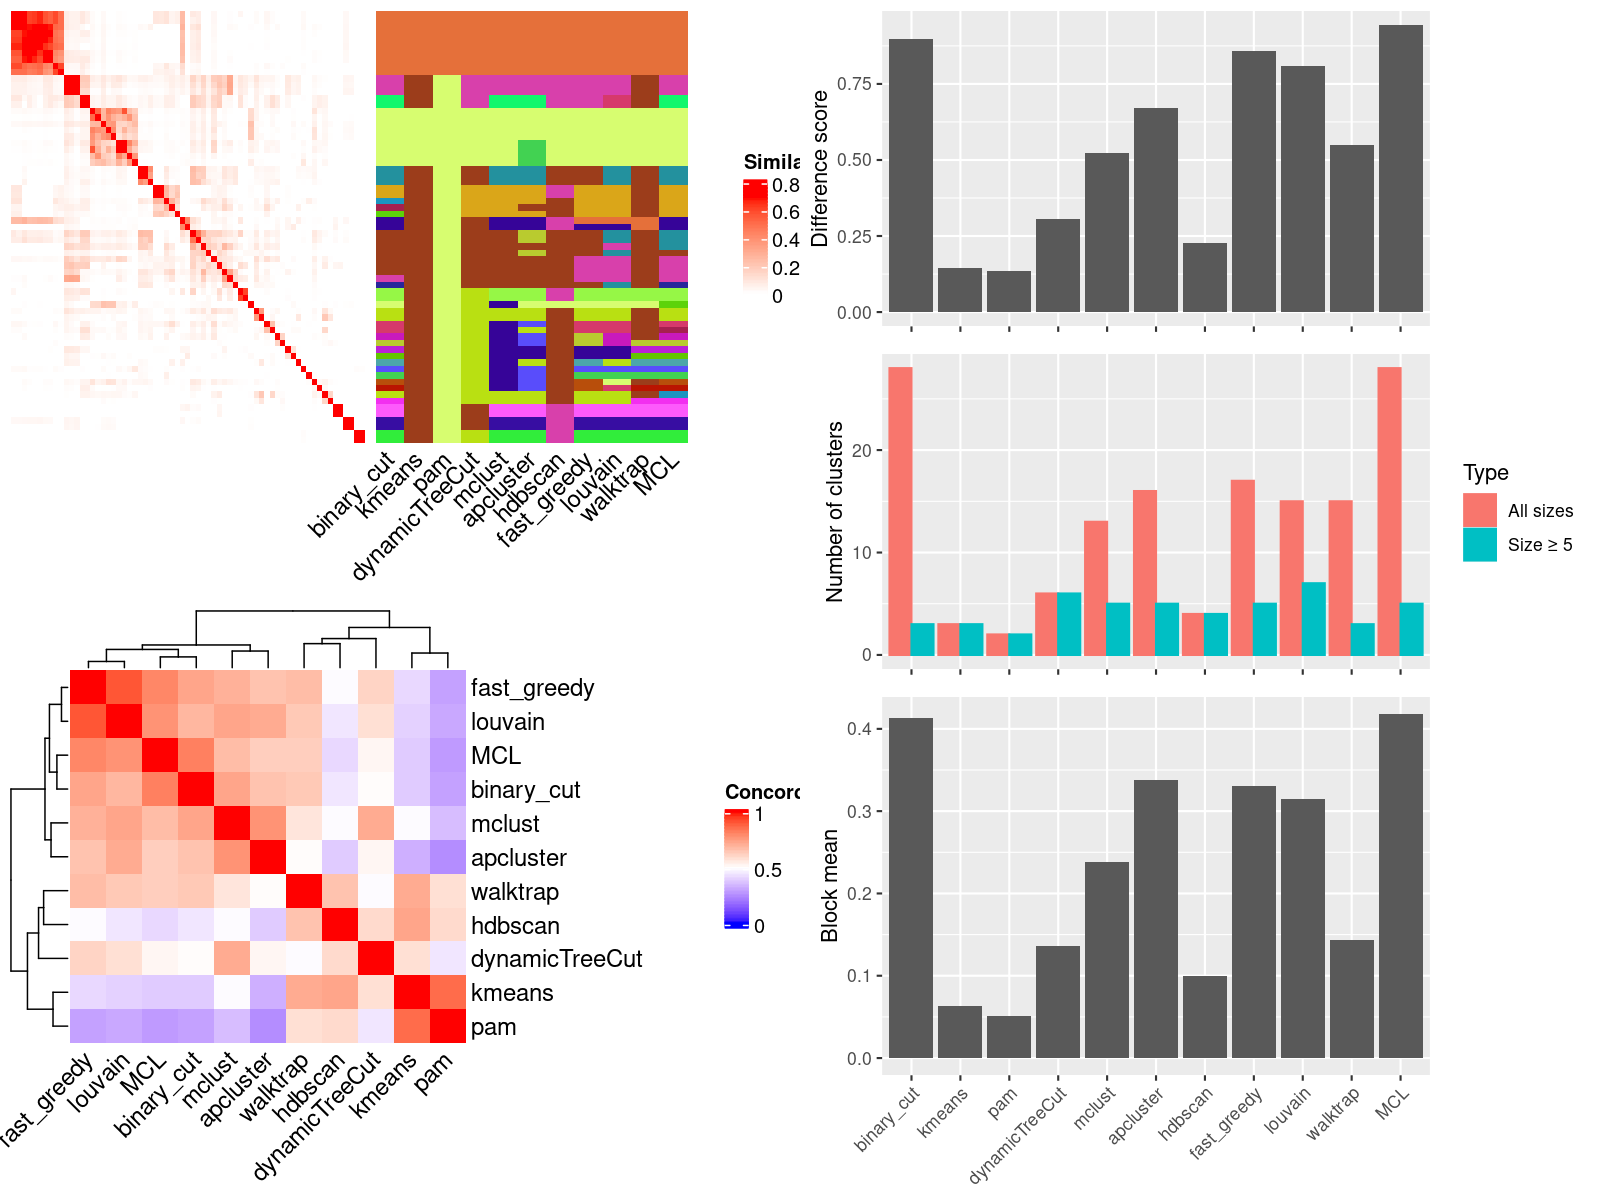 Simila
0.8
0.6
0.4
0.2
0
binary_cut
kmeans
pam
dynamicTreeCut
mclust
apcluster
hdbscan
fast_greedy
louvain
walktrap
MCL
Difference score
0.75
0.50
0.25
0.00
Number of clusters
20
10
0
Type
All sizes
Size ≥ 5
fast_greedy
louvain
MCL
binary_cut
mclust
apcluster
walktrap
hdbscan
dynamicTreeCut
kmeans
pam
fast_greedy
louvain
MCL
binary_cut
mclust
apcluster
walktrap
hdbscan
dynamicTreeCut
kmeans
pam
Concord
1
0.5
0
Block mean
0.4
0.3
0.2
0.1
0.0
binary_cut
kmeans
pam
dynamicTreeCut
mclust
apcluster
hdbscan
fast_greedy
louvain
walktrap
MCL